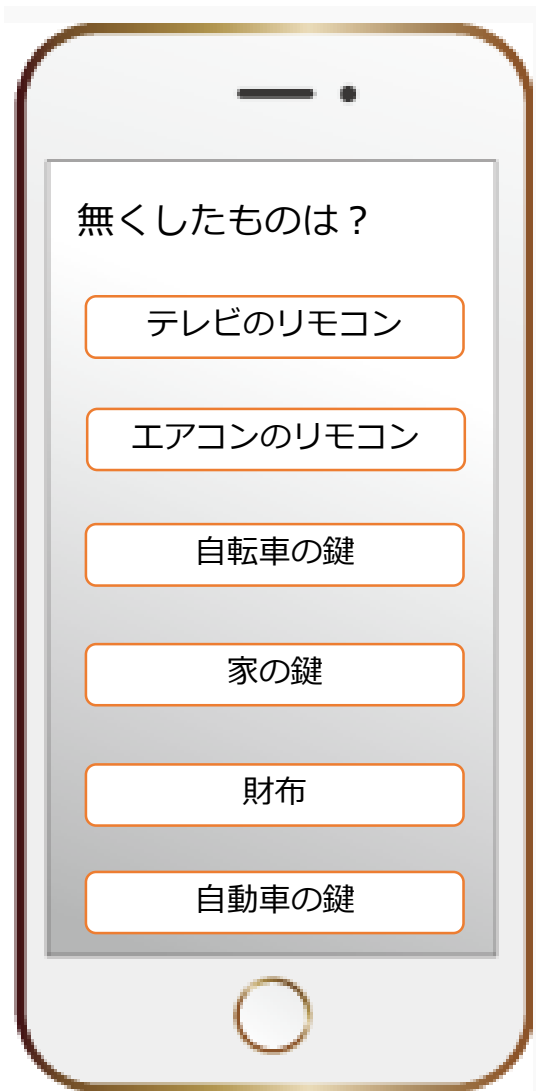 無くしたものは？
テレビのリモコン
エアコンのリモコン
自転車の鍵
家の鍵
財布
自動車の鍵